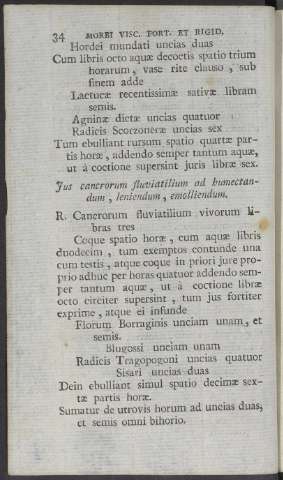 34 MORBI VISC. FORT. ET RIGID.
Hordei mundati uncias duas
Cum libris octo aquæ decoctis spatio trium
horarum, vase rite clauso, sub
finem adde
Lactucæ recentissimæ sativæ libram
semis.
Agninæ dictæ uncias quatuor
Radicis Scorzoneræ uncias sex
Tum ebulliant rursum spatio quartæ par-
tis horæ, addendo semper tantum aquæ,
ut à coctione supersint juris libræ sex.
Jus cancrorum fluviatilium ad humectan-
dum, leniendum, emolliendum.
R. Cancrorum fluviatilium vivorum li-
bras tres
Coque spatio horæ, cum aquæ libris
duodecim, tum exemptos contunde una
cum testis, atque coque in priori jure pro-
prio adhuc per horas quatuor addendo sem-
per tantum aquæ, ut à coctione libræ
octo circiter supersint, tum jus fortiter
exprime, atque ei infunde
Florum Borraginis unciam unam, et
semis.
Buglossi unciam unam
Radicis Tragopogoni uncias quatuor
Sisari uncias duas
Dein ebulliant simul spatio decimæ sex-
tæ partis horæ.
Sumatur de utrovis horum ad uncias duas,
et semis omni bihorio.